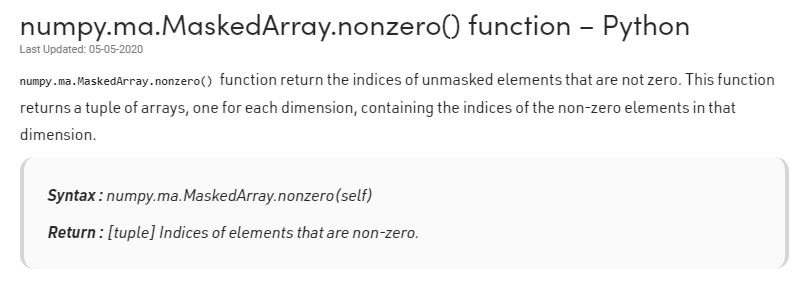 numpy.ma.MaskedArray.nonzero() function – Python
Last Updated: 05-05-2020
numpy.ma.MaskedArray.nonzero() function return the indices of unmasked elements that are not zero. This function
returns a tuple of arrays, one for each dimension, containing the indices of the non-zero elements in that
dimension.
Syntax : numpy.ma.MaskedArray.nonzero(self)
Return : [tuple] Indices of elements that are non-zero.